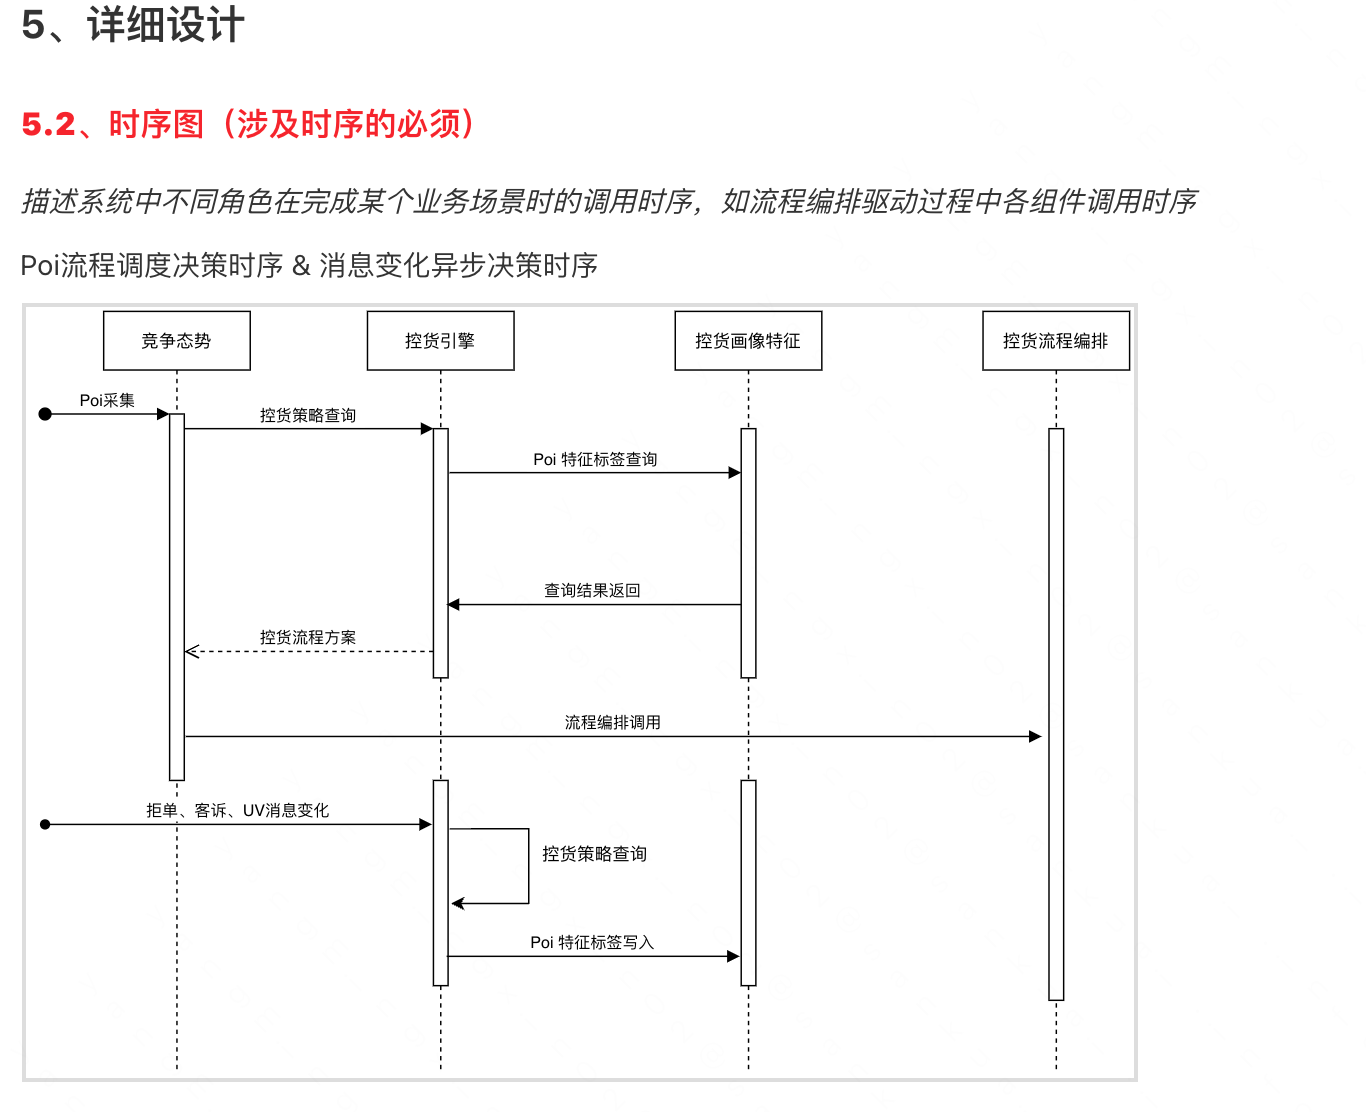 5、详细设计
5.2、时序图（涉及时序的必须）
描述系统中不同角色在完成某个业务场景时的调用时序，如流程编排驱动过程中各组件调用时序
Poi流程调度决策时序 & 消息变化异步决策时序
竞争态势
控货引擎
控货画像特征
控货流程编排
Poi采集
控货策略查询
Poi 特征标签查询
查询结果返回
控货流程方案
流程编排调用
拒单、客诉、UV消息变化
控货策略查询
Poi 特征标签写入